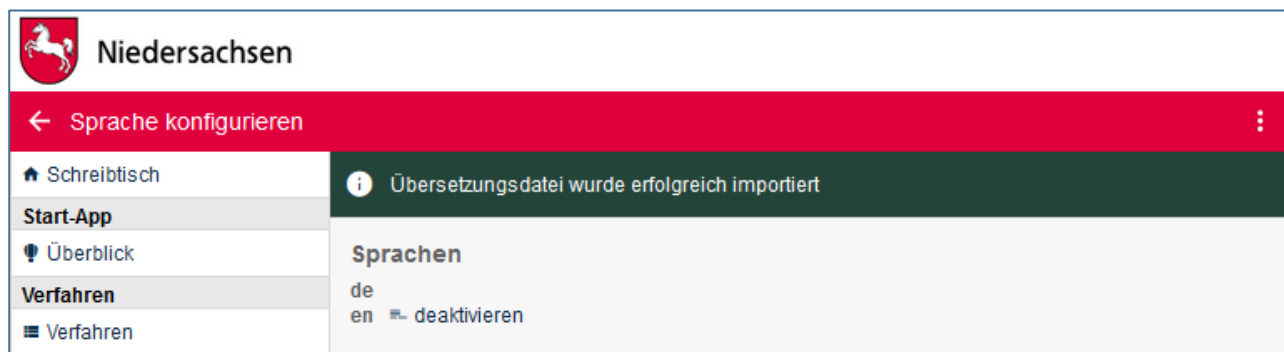 Niedersachsen
Sprache konfigurieren
Schreibtisch
Start-App
Überblick
Verfahren
Verfahren
Übersetzungsdatei wurde erfolgreich importiert
Sprachen
de
en deaktivieren